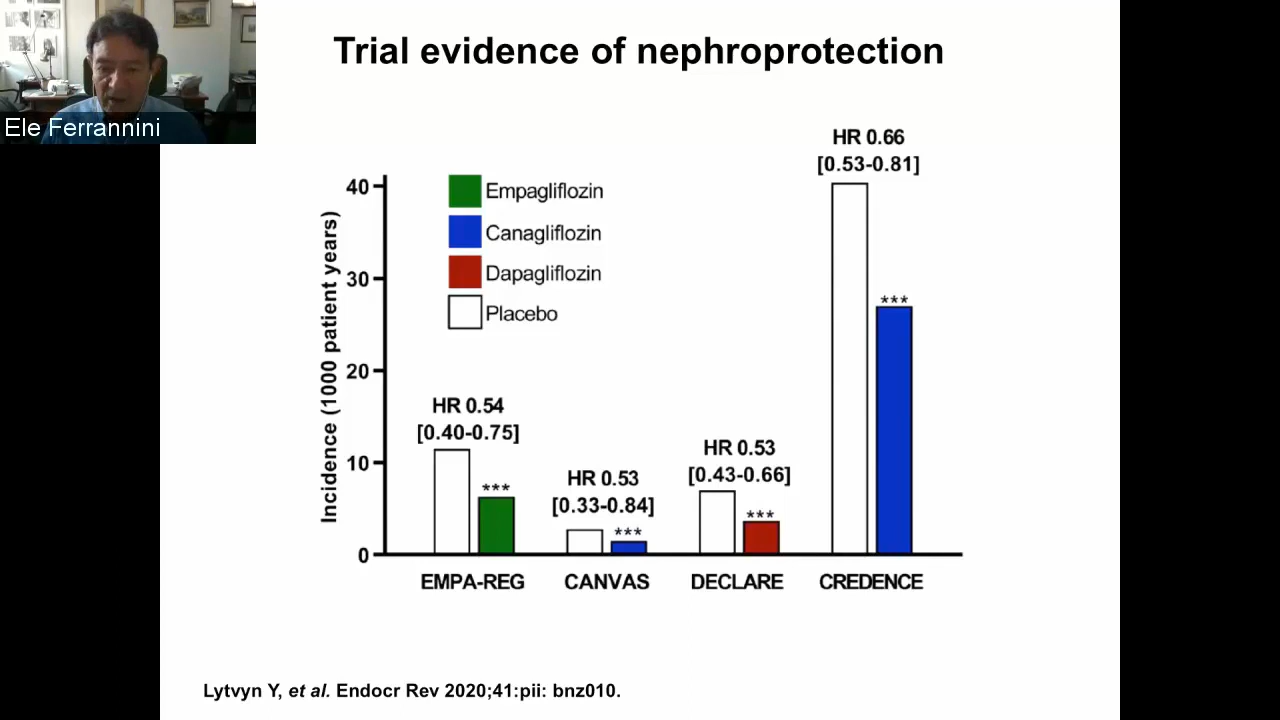 Ele Ferrannini
Trial evidence of nephroprotection
HR 0.66
[0.53-0.81]
40
30
20
10
0
Incidence (1000 patient years)
Empagliflozin
Canagliflozin
Dapagliflozin
Placebo
***
HR 0.54
[0.40-0.75]
***
HR 0.53
[0.33-0.84]
***
HR 0.53
[0.43-0.66]
***
EMPA-REG
CANVAS
DECLARE
CREDENCE
Lytvyn Y, et al. Endocr Rev 2020;41:pii: bnz010.